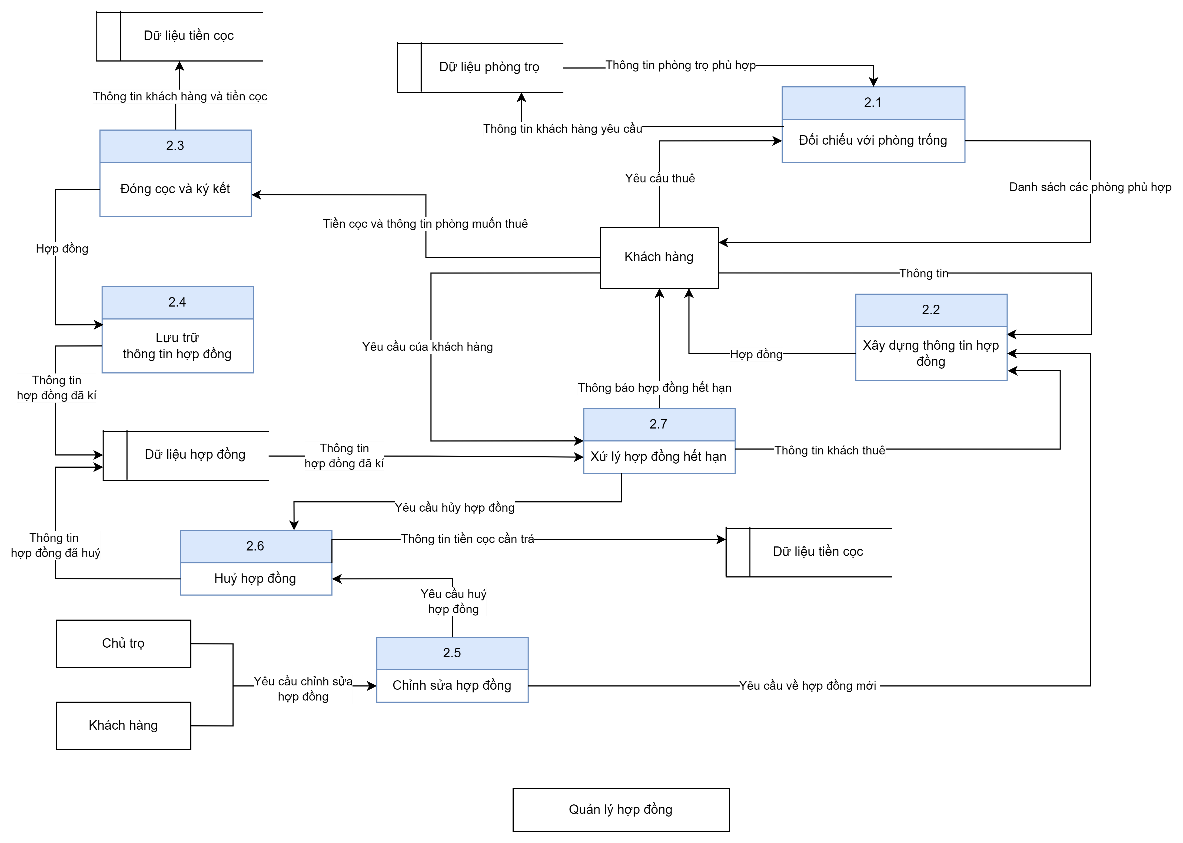 Dữ liệu tiền cọc
Dữ liệu phòng trọ
Thông tin phòng trọ phù hợp
Thông tin khách hàng và tiền cọc
2.1
Thông tin khách hàng yêu cầu
Đối chiếu với phòng trống
2.3
Đóng cọc và ký kết
Yêu cầu thuê
Danh sách các phòng phù hợp
Tiền cọc và thông tin phòng muốn thuê
Hợp đồng
Khách hàng
Thông tin
2.4
Lưu trữ
thông tin hợp đồng
2.2
Xây dựng thông tin hợp
đồng
Yêu cầu của khách hàng
Hợp đồng
Thông tin
hợp đồng đã kí
Thông báo hợp đồng hết hạn
2.7
Xử lý hợp đồng hết hạn
Dữ liệu hợp đồng
Thông tin
hợp đồng đã kí
Thông tin khách thuê
Yêu cầu hủy hợp đồng
Thông tin
hợp đồng đã huỷ
2.6
Huỷ hợp đồng
Thông tin tiền cọc cần trả
Dữ liệu tiền cọc
Yêu cầu huỷ
hợp đồng
Chủ trọ
2.5
Chỉnh sửa hợp đồng
Yêu cầu chỉnh sửa
hợp đồng
Yêu cầu về hợp đồng mới
Khách hàng
Quản lý hợp đồng